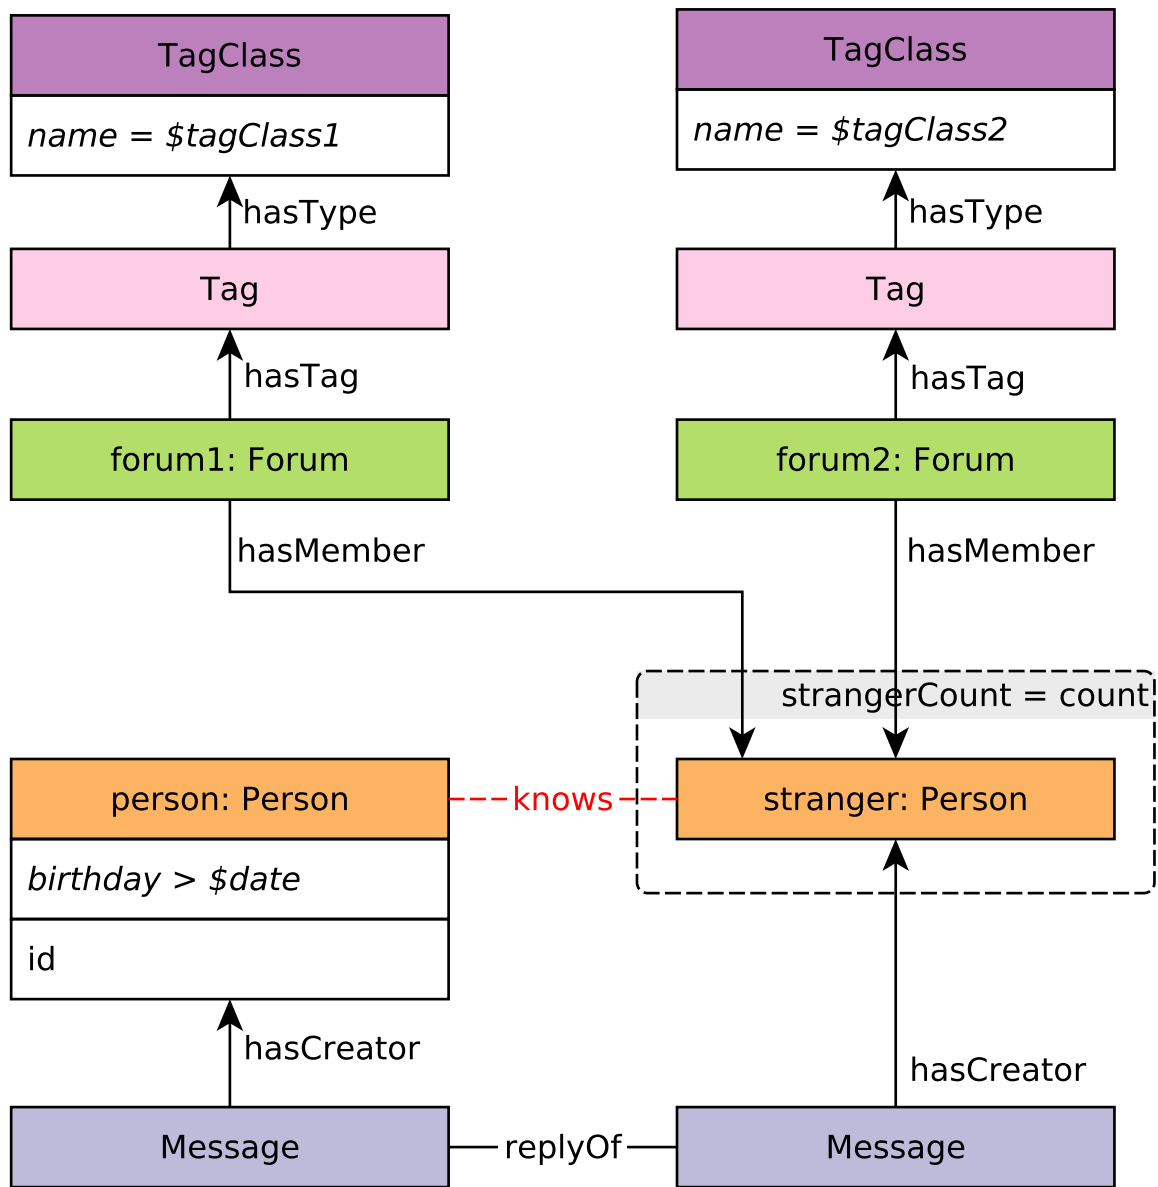 TagClass
name = $tagClass1
hasType
Tag
hasTag
forum1: Forum
hasMember
TagClass
name = $tagClass2
hasType
Tag
hasTag
forum2: Forum
hasMember
strangerCount = count
person: Person
birthday > $date
id
knows
stranger: Person
hasCreator
hasCreator
Message
replyOf
Message